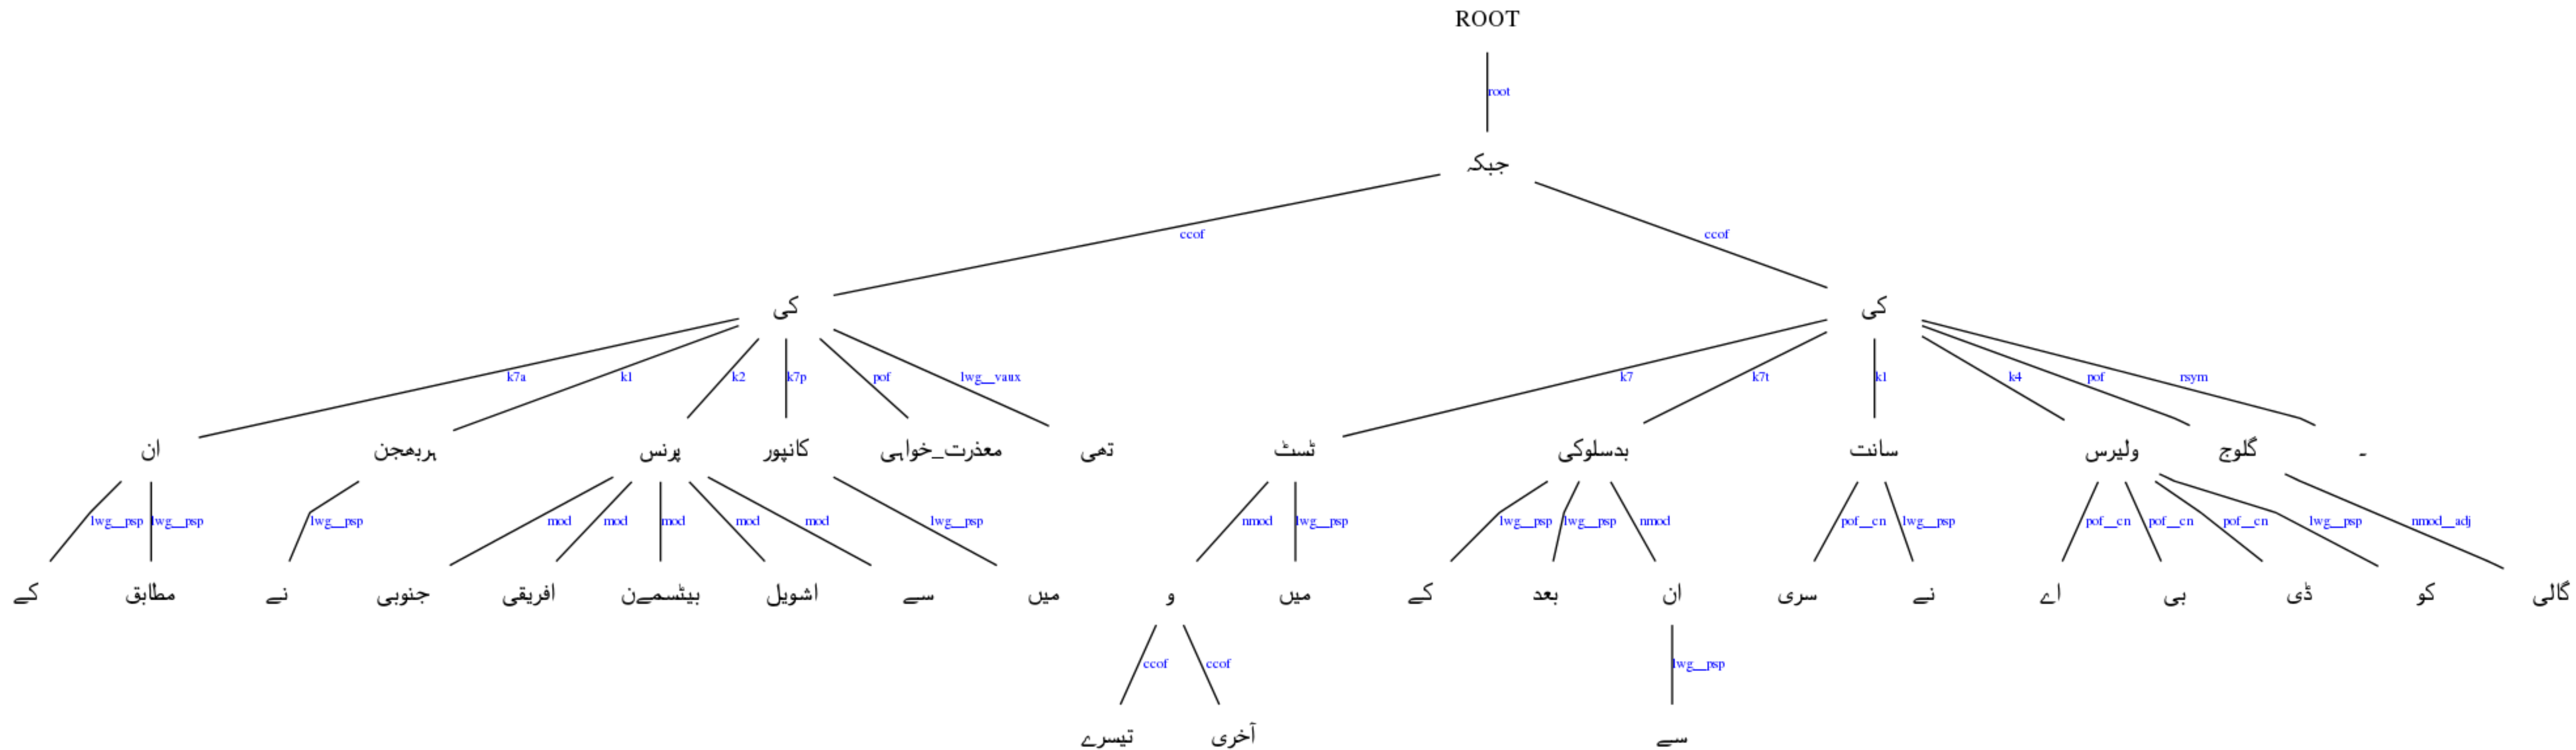 ROOT
root
جبکہ
ccof ccof
کی کی
k7a k1 k2 k7p pof lwg__vaux k7 k7t k1 k4 pof rsym
ان ہربھجن پرنس کانپور معذرت_خواہی تھی ٹسٹ بدسلوکی سانت ولیرس گلوج ۔
lwg__psp lwg__psp lwg__psp mod mod mod mod mod lwg__psp nmod lwg__psp lwg__psp lwg__psp nmod pof__cn lwg__psp pof__cn pof__cn pof__cn lwg__psp nmod__adj
کے مطابق نے جنوبی افریقی بیٹسمےن اشویل سے میں و میں کے بعد ان سری نے اے بی ڈی کو گالی
ccof ccof lwg__psp
تیسرے آخری سے